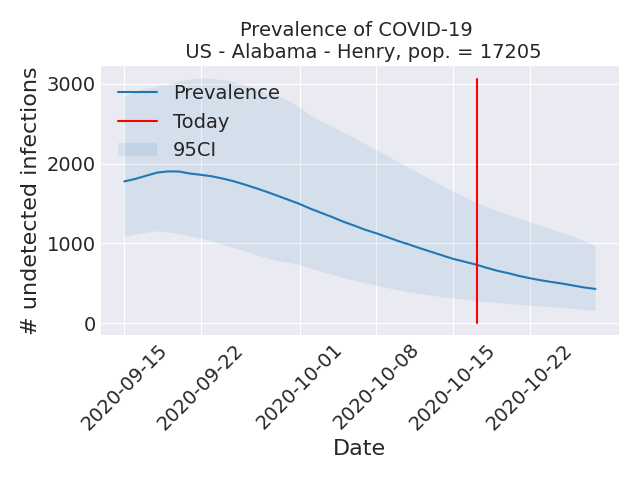 Prevalence of COVID-19
US - Alabama - Henry, pop. = 17205
# undetected infections
3000
2000
1000
0
Prevalence
Today
95CI
2020-09-15
2020-09-22
2020-10-01
2020-10-08
2020-10-15
2020-10-22
Date